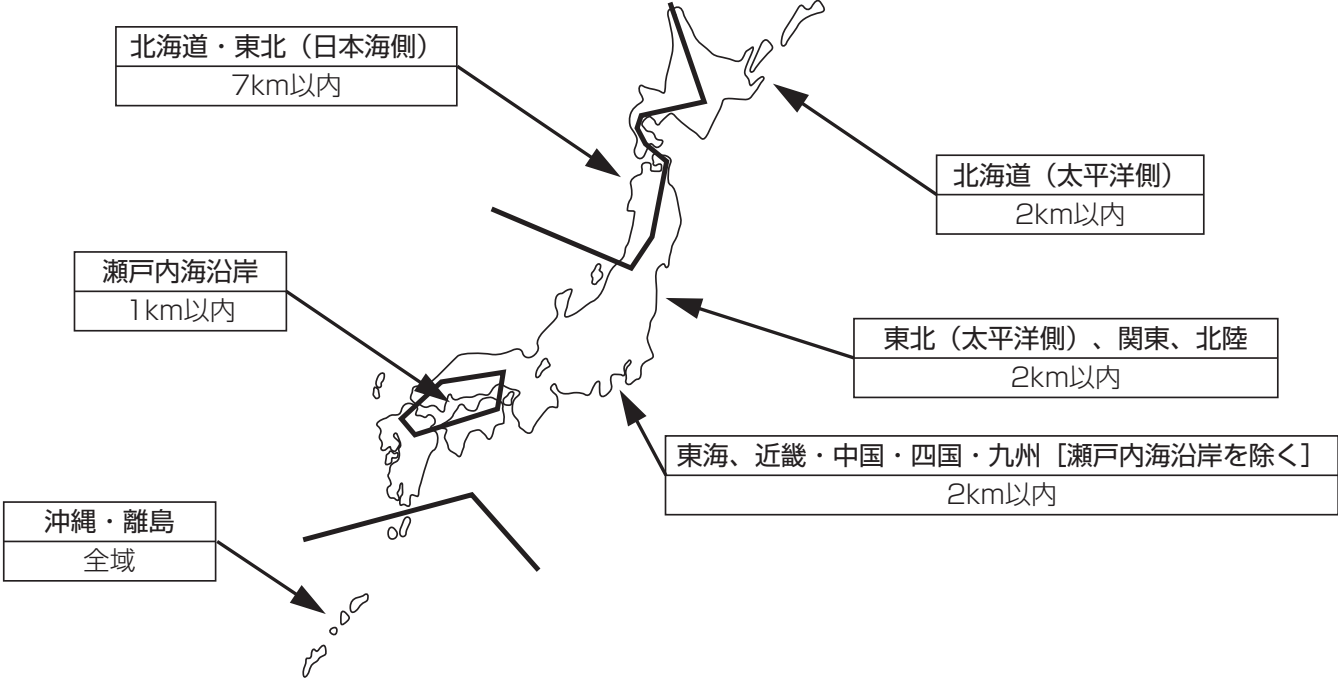 北海道・東北（日本海側）
7km以内
北海道（太平洋側）
2km以内
瀬戸内海沿岸
1km以内
東北（太平洋側）、関東、北陸
2km以内
東海、近畿・中国・四国・九州［瀬戸内海沿岸を除く］
2km以内
沖縄・離島
全域